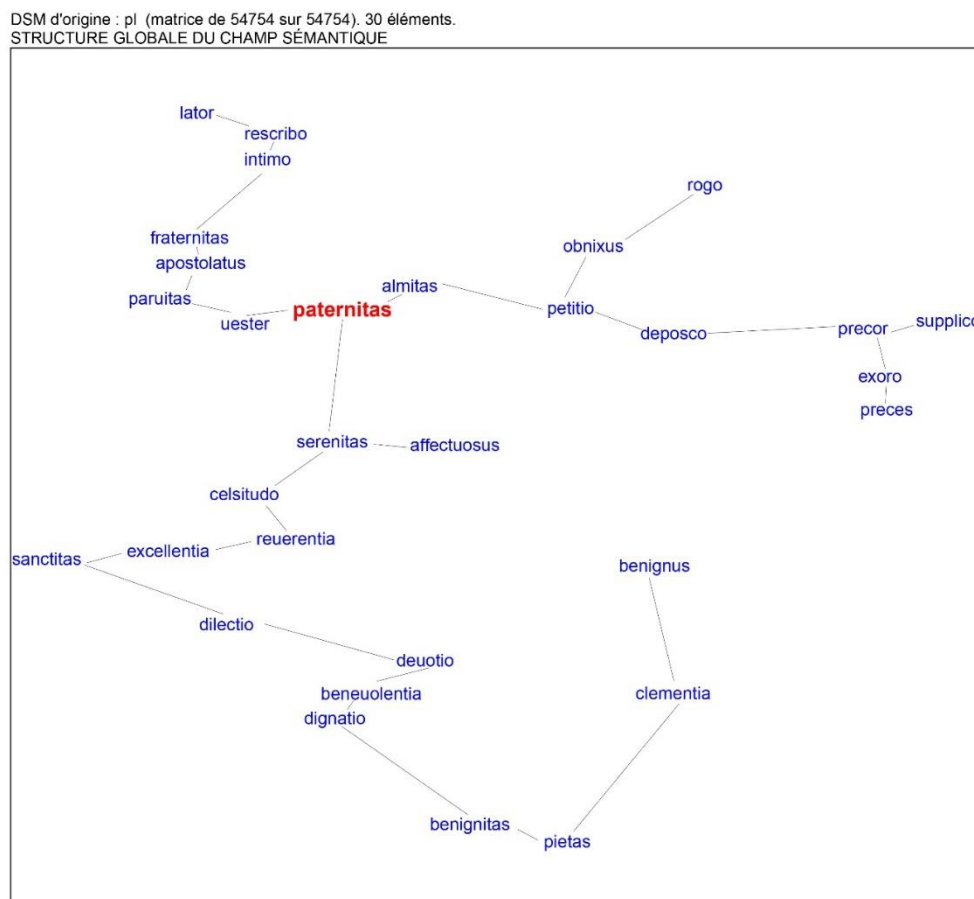 DSM d'origine : pl (matrice de 54754 sur 54754). 30 éléments.
STRUCTURE GLOBALE DU CHAMP SÉMANTIQUE
lator
rescribo
intimo
rogo
fraternitas
obnixus
apostolatus
almitas
paruitas
paternitas
petitio
uester
supplico
precor
deposco
exoro
preces
serenitas
affectuosus
celsitudo
reuerentia
excellentia
sanctitas
benignus
dilectio
deuotio
beneuolentia
clementia
dignatio
benignitas
pietas